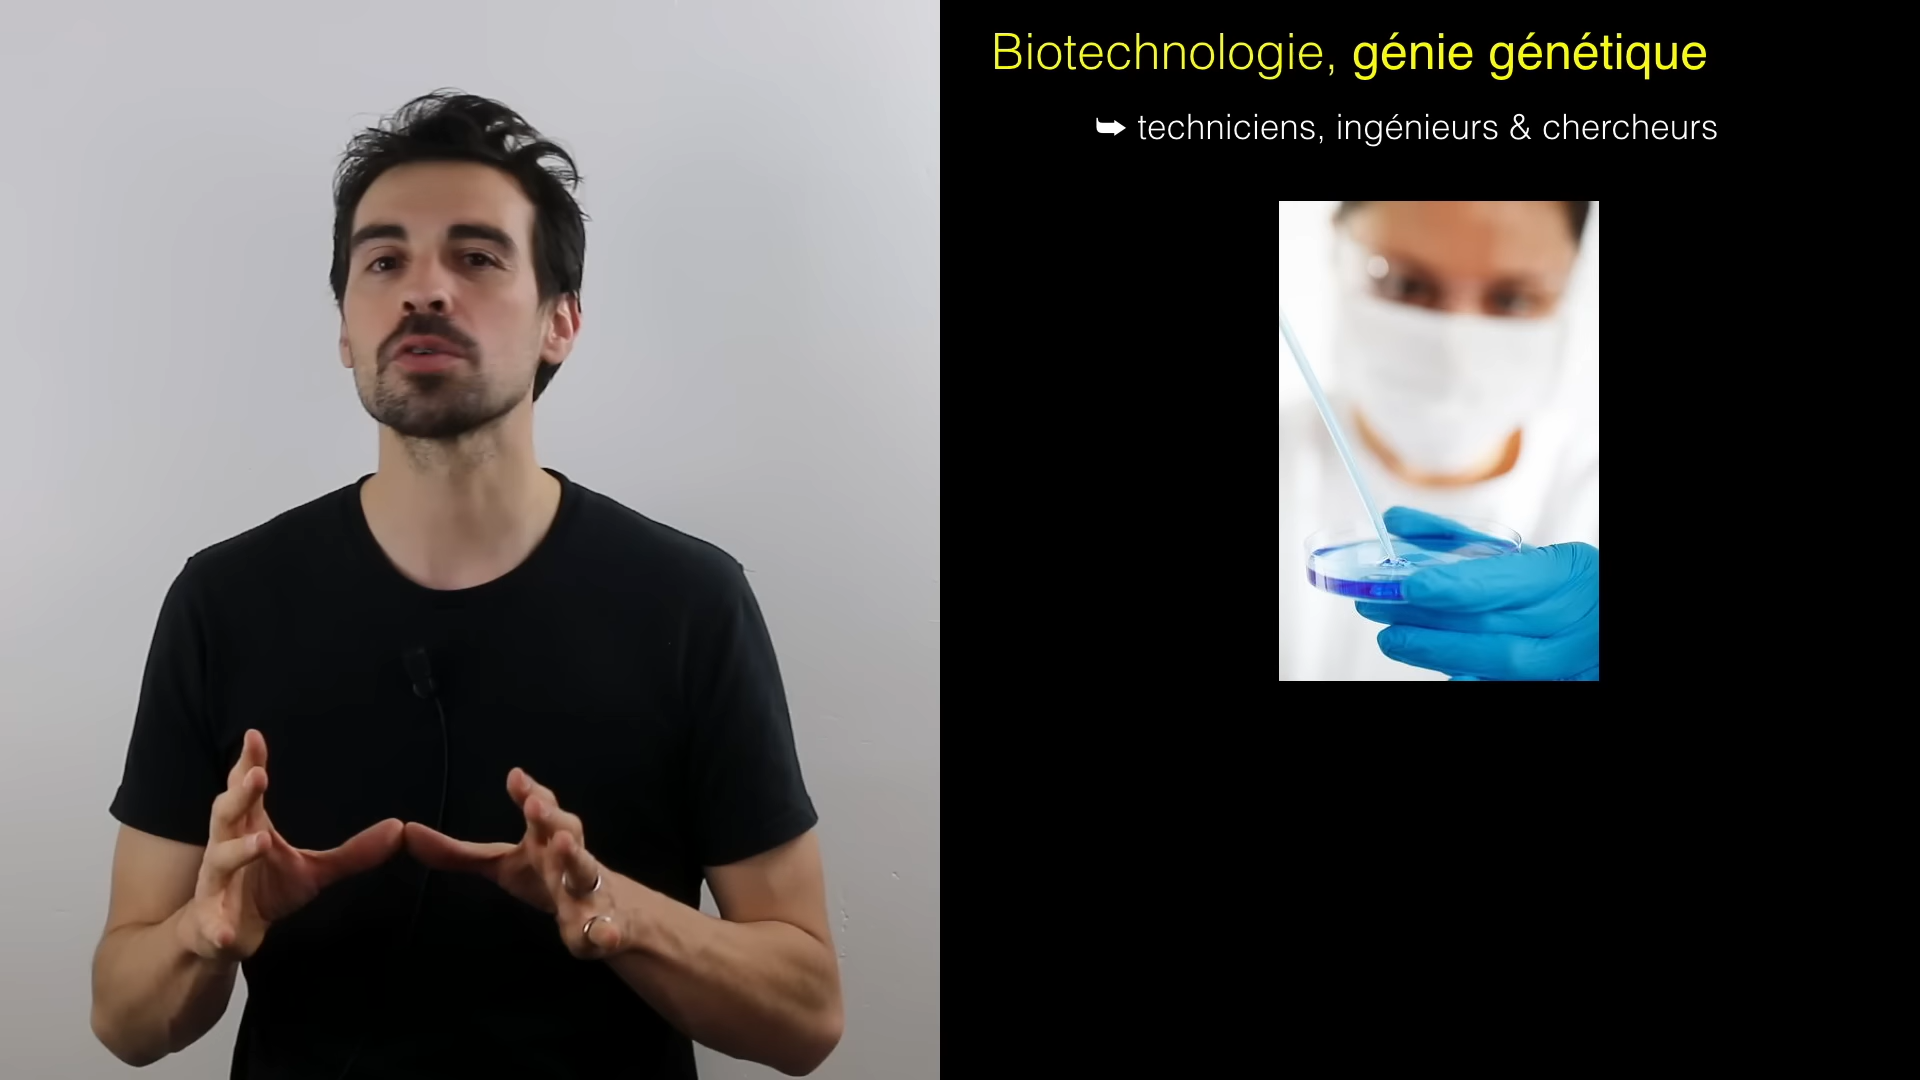 Biotechnologie, génie génétique
➥ techniciens, ingénieurs & chercheurs